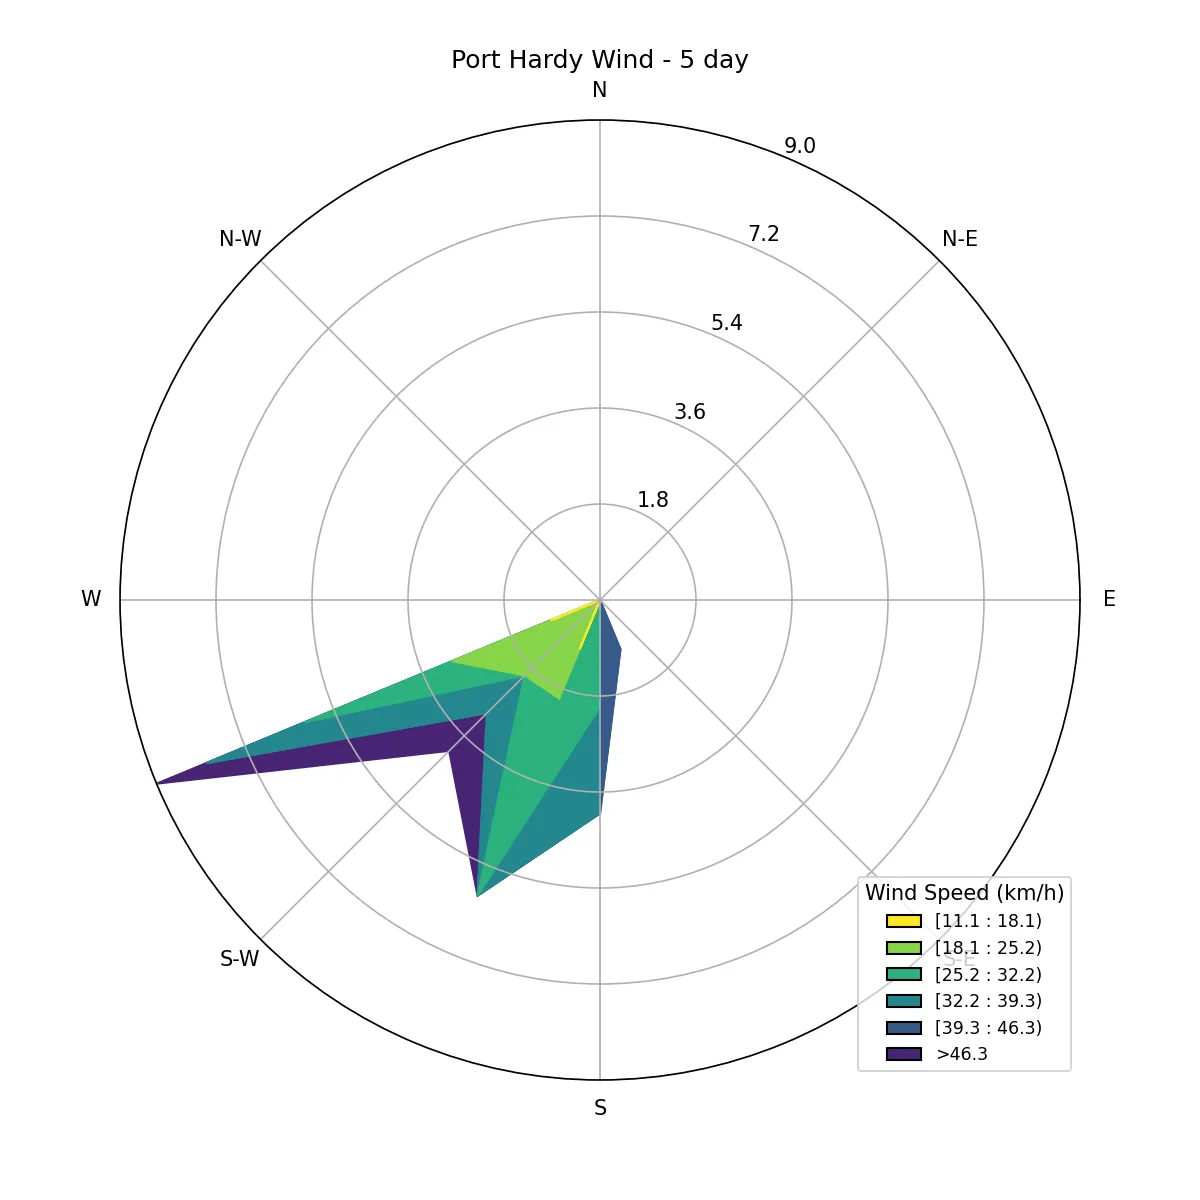 Port Hardy Wind - 5 day
N
9.0
N-W
N-E
7.2
5.4
3.6
1.8
W
E
S-W
S-E
Wind Speed (km/h)
[11.1 : 18.1)
[18.1 : 25.2)
[25.2 : 32.2)
[32.2 : 39.3)
[39.3 : 46.3)
>46.3
S